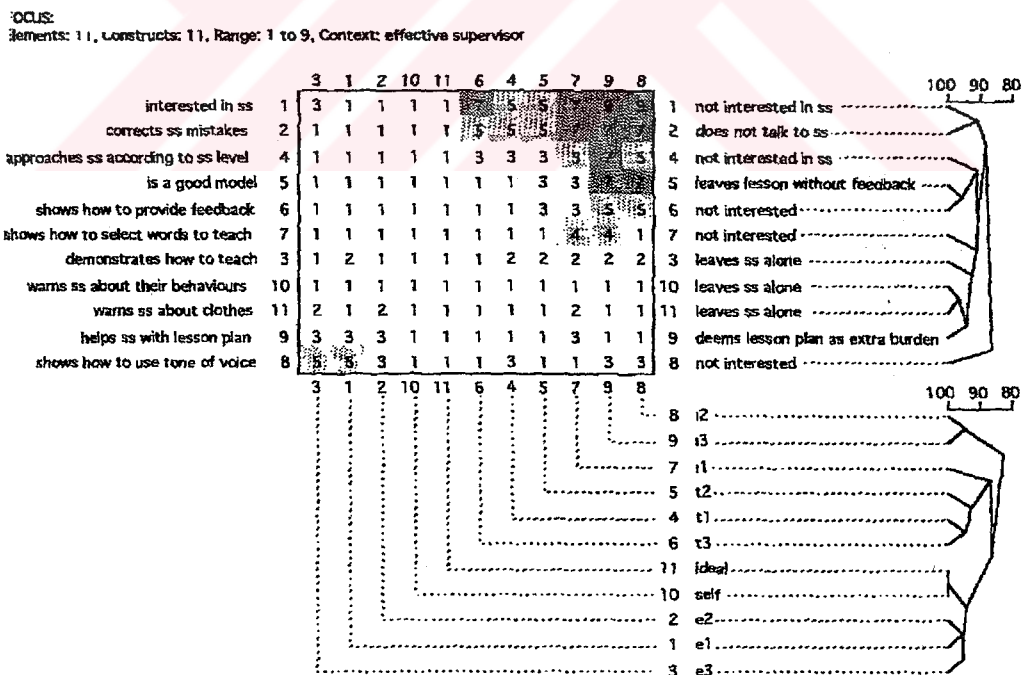 OCUS:
lements: 11, Constructs: 11, Range: 1 to 9, Context: effective supervisor
3 1 2 10 11 6 4 5 7 9 8
100 90 80
interested in ss 1 3 1 1 1 1 7 5 5 1 not interested in ss
corrects ss mistakes 2 1 1 1 1 1 5 5 5 2 does not talk to ss
approaches ss according to ss level 4 1 1 1 1 1 3 3 3 5 7 5 4 not interested in ss
is a good model 5 1 1 1 1 1 1 1 3 3 7 7 5 leaves lesson without feedback
shows how to provide feedback 6 1 1 1 1 1 1 1 3 3 5 5 6 not interested
shows how to select words to teach 7 1 1 1 1 1 1 1 1 4 4 1 7 not interested
demonstrates how to teach 3 1 2 1 1 1 1 2 2 2 2 2 3 leaves ss alone
warns ss about their behaviours 10 1 1 1 1 1 1 1 1 1 1 1 10 leaves ss alone
warns ss about clothes 11 2 1 2 1 1 1 1 1 2 1 1 11 leaves ss alone
helps ss with lesson plan 9 3 3 3 1 1 1 1 1 3 1 1 9 deems lesson plan as extra burden
shows how to use tone of voice 8 5 5 3 1 1 1 3 1 1 3 3 8 not interested
3 1 2 10 11 6 4 5 7 9 8
100 90 80
8 i2
9 i3
7 i1
5 t2
4 t1
6 t3
11 ideal
10 self
2 e2
1 e1
3 e3